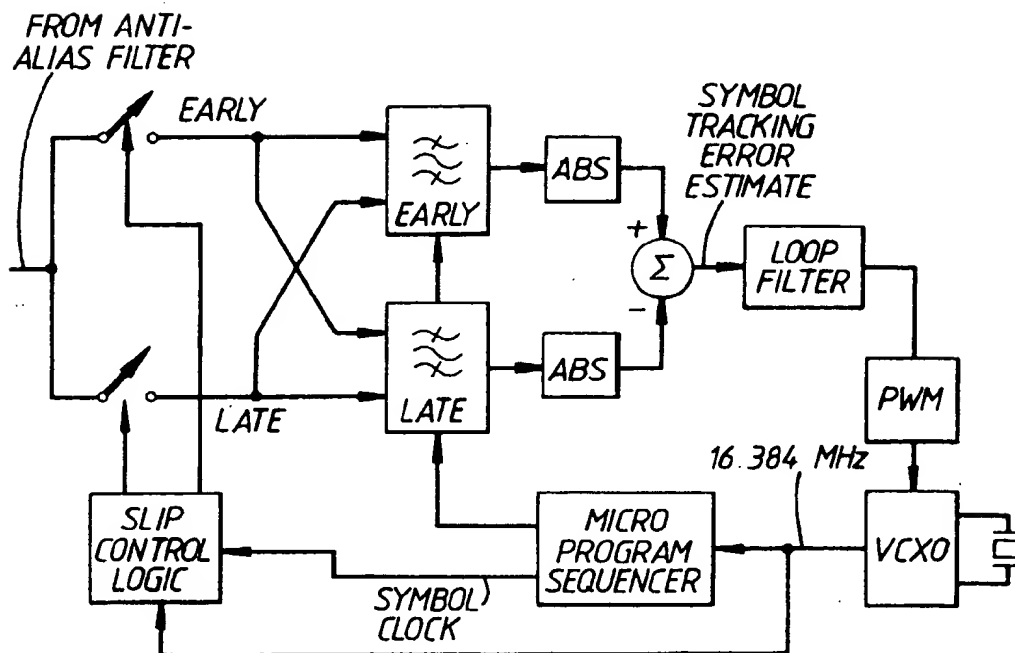 FROM ANTI-
ALIAS FILTER
EARLY
EARLY
ABS
SYMBOL
TRACKING
ERROR
ESTIMATE
+
Σ
-
LOOP
FILTER
LATE
LATE
ABS
PWM
16.384 MHz
SLIP
CONTROL
LOGIC
SYMBOL
CLOCK
MICRO
PROGRAM
SEQUENCER
VCXO